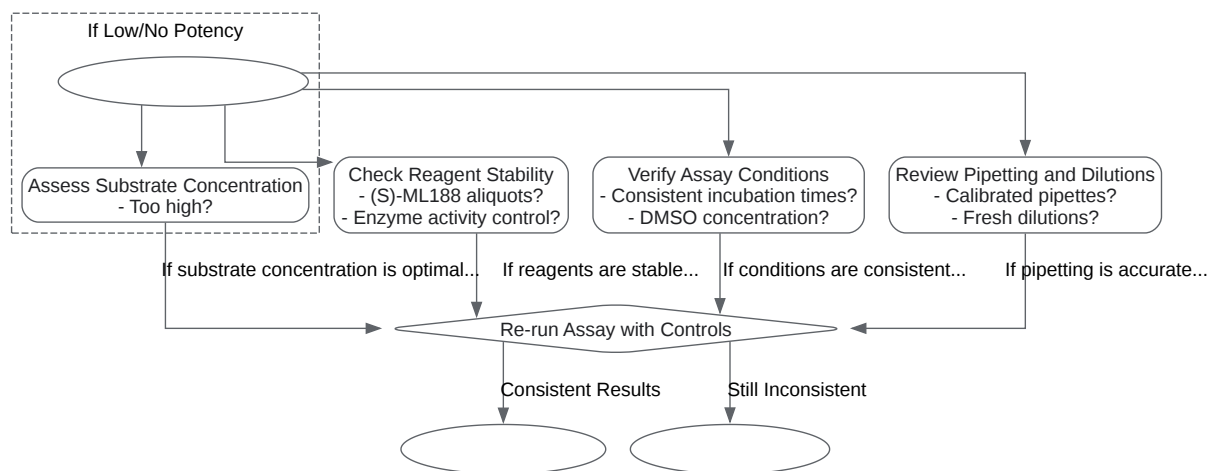 If Low/No Potency
Assess Substrate Concentration
- Too high?
Check Reagent Stability
- (S)-ML188 aliquots?
- Enzyme activity control?
Verify Assay Conditions
- Consistent incubation times?
- DMSO concentration?
Review Pipetting and Dilutions
- Calibrated pipettes?
- Fresh dilutions?
If substrate concentration is optimal...
If reagents are stable...
If conditions are consistent...
If pipetting is accurate...
Re-run Assay with Controls
Consistent Results
Still Inconsistent